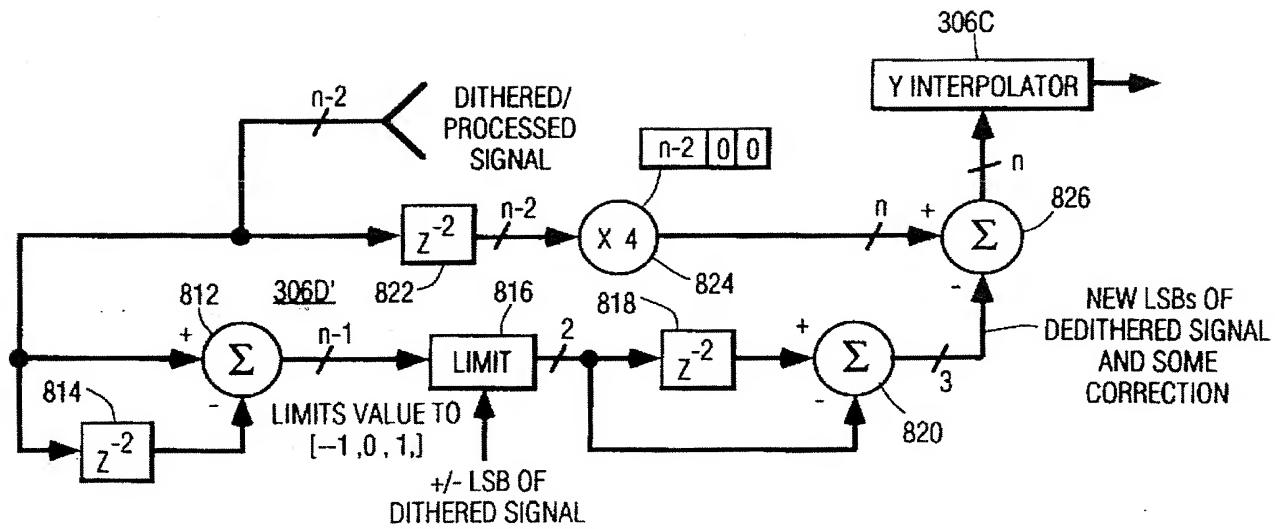 306C
Y INTERPOLATOR
n-2
DITHERED/
PROCESSED
SIGNAL
n-2 0 0
n
z⁻²
n-2
X 4
n
+
Σ
826
822
824
-
812
306D'
816
818
NEW LSBs OF
DEDITHERED SIGNAL
AND SOME
CORRECTION
+
Σ
n-1
LIMIT
2
z⁻²
+
Σ
3
814
-
-
820
z⁻²
LIMITS VALUE TO
[--1,0,1,]
+/- LSB OF
DITHERED SIGNAL